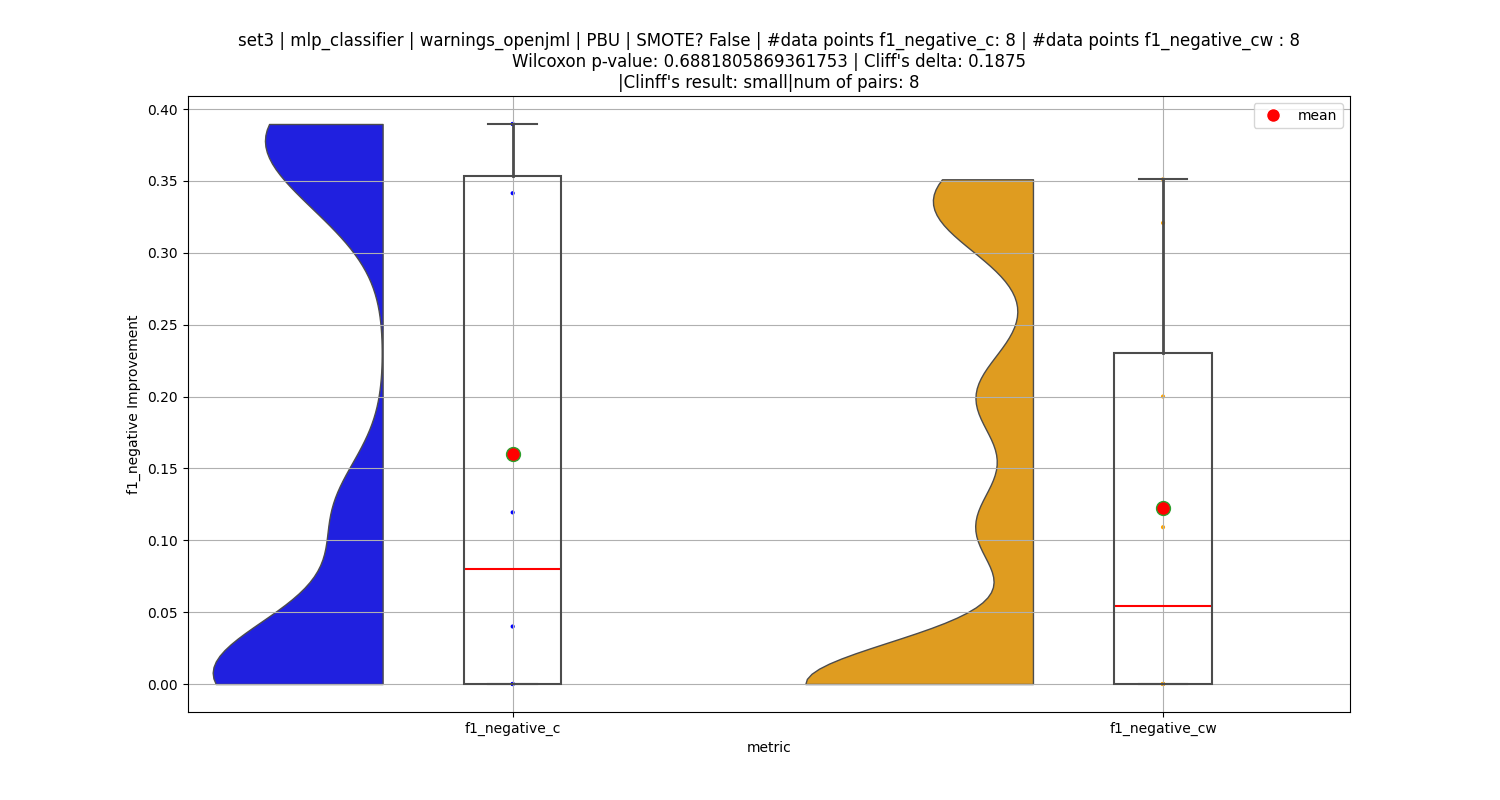 set3 | mlp_classifier | warnings_openjml | PBU | SMOTE? False | #data points f1_negative_c: 8 | #data points f1_negative_cw : 8
Wilcoxon p-value: 0.6881805869361753 | Cliff's delta: 0.1875
|Clinff's result: small|num of pairs: 8
mean
0.40
0.35
0.30
0.25
0.20
0.15
0.10
0.05
0.00
f1_negative Improvement
f1_negative_c
f1_negative_cw
metric